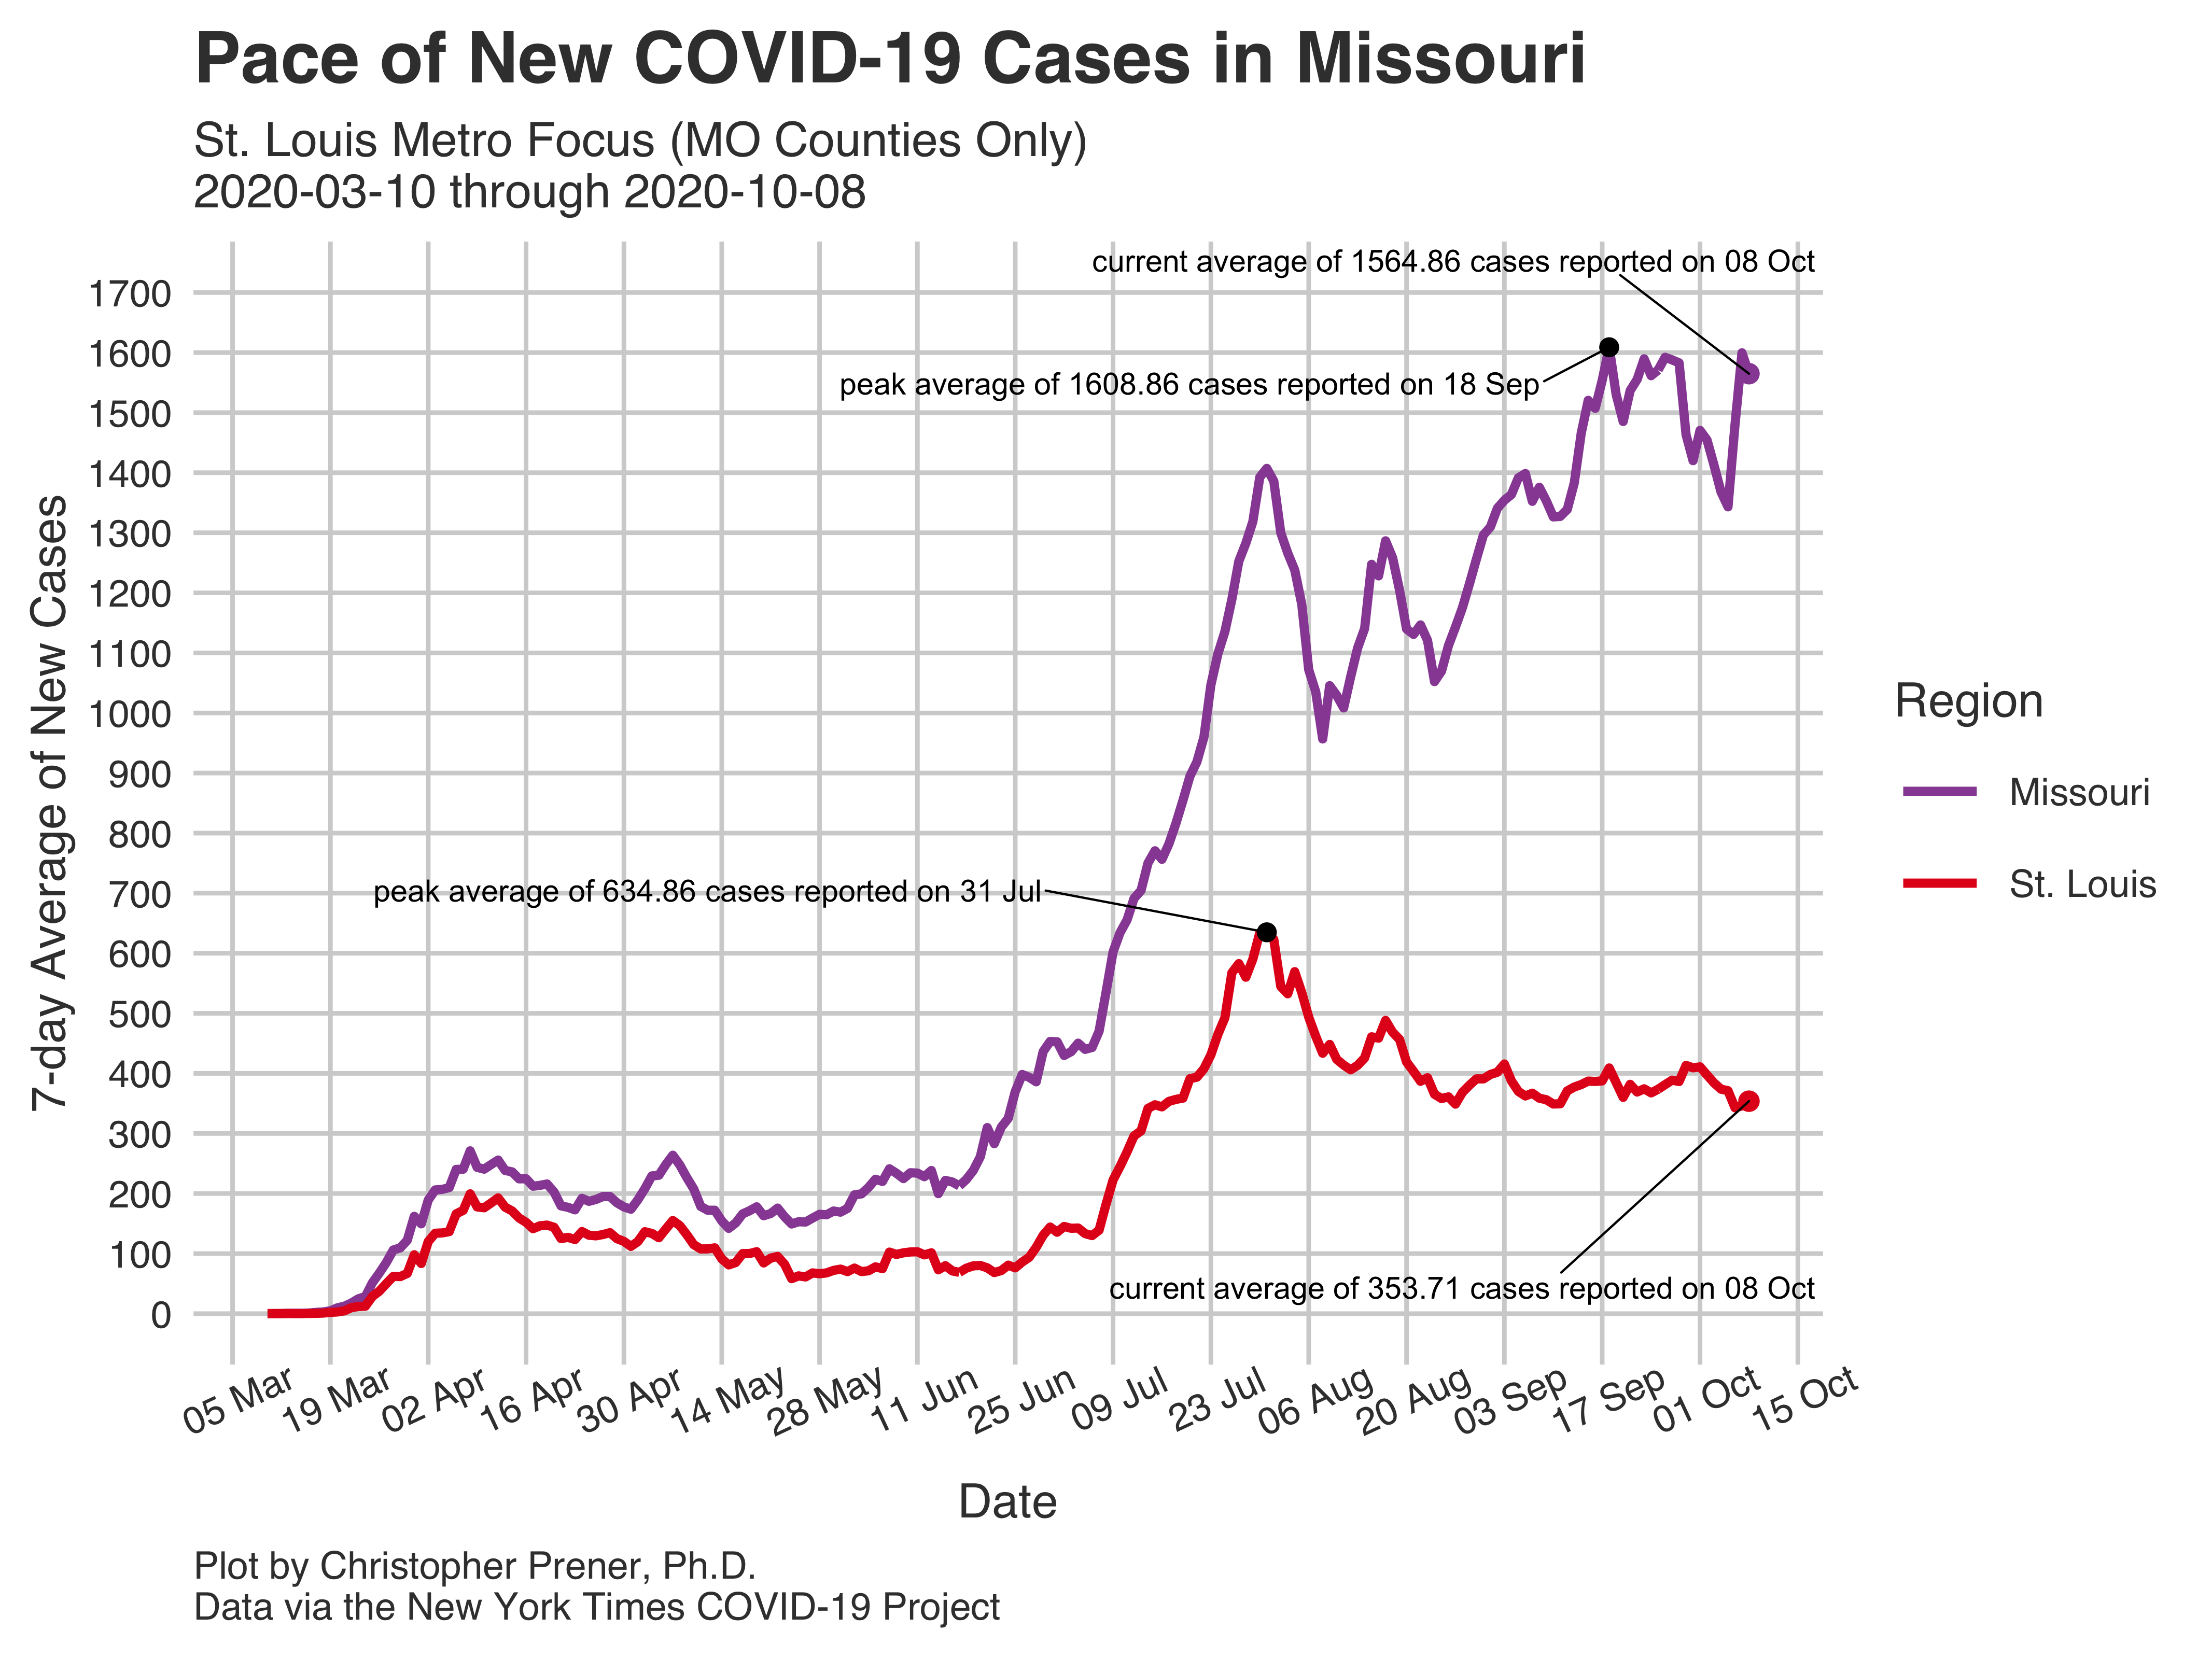 Pace of New COVID-19 Cases in Missouri
St. Louis Metro Focus (MO Counties Only)
2020-03-10 through 2020-10-08
current average of 1564.86 cases reported on 08 Oct
peak average of 1608.86 cases reported on 18 Sep
peak average of 634.86 cases reported on 31 Jul
current average of 353.71 cases reported on 08 Oct
7-day Average of New Cases
1700
1600
1500
1400
1300
1200
1100
1000
900
800
700
600
500
400
300
200
100
0
05 Mar
19 Mar
02 Apr
16 Apr
30 Apr
14 May
28 May
11 Jun
25 Jun
09 Jul
23 Jul
06 Aug
20 Aug
03 Sep
17 Sep
01 Oct
15 Oct
Date
Region
Missouri
St. Louis
Plot by Christopher Prener, Ph.D.
Data via the New York Times COVID-19 Project